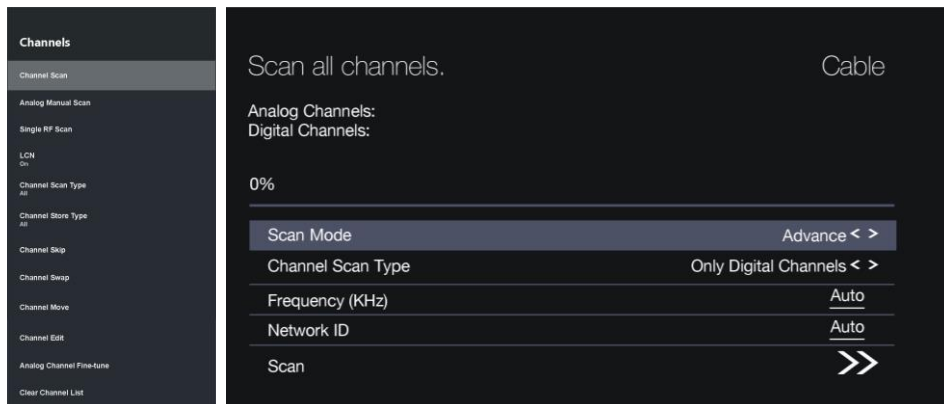 Channels
Channel Scan
Analog Manual Scan
Single RF Scan
LCN
On
Channel Scan Type
All
Channel Store Type
All
Channel Skip
Channel Swap
Channel Move
Channel Edit
Analog Channel Fine-tune
Clear Channel List
Scan all channels. Cable
Analog Channels:
Digital Channels:
0%
Scan Mode Advance < >
Channel Scan Type Only Digital Channels < >
Frequency (KHz) Auto
Network ID Auto
Scan